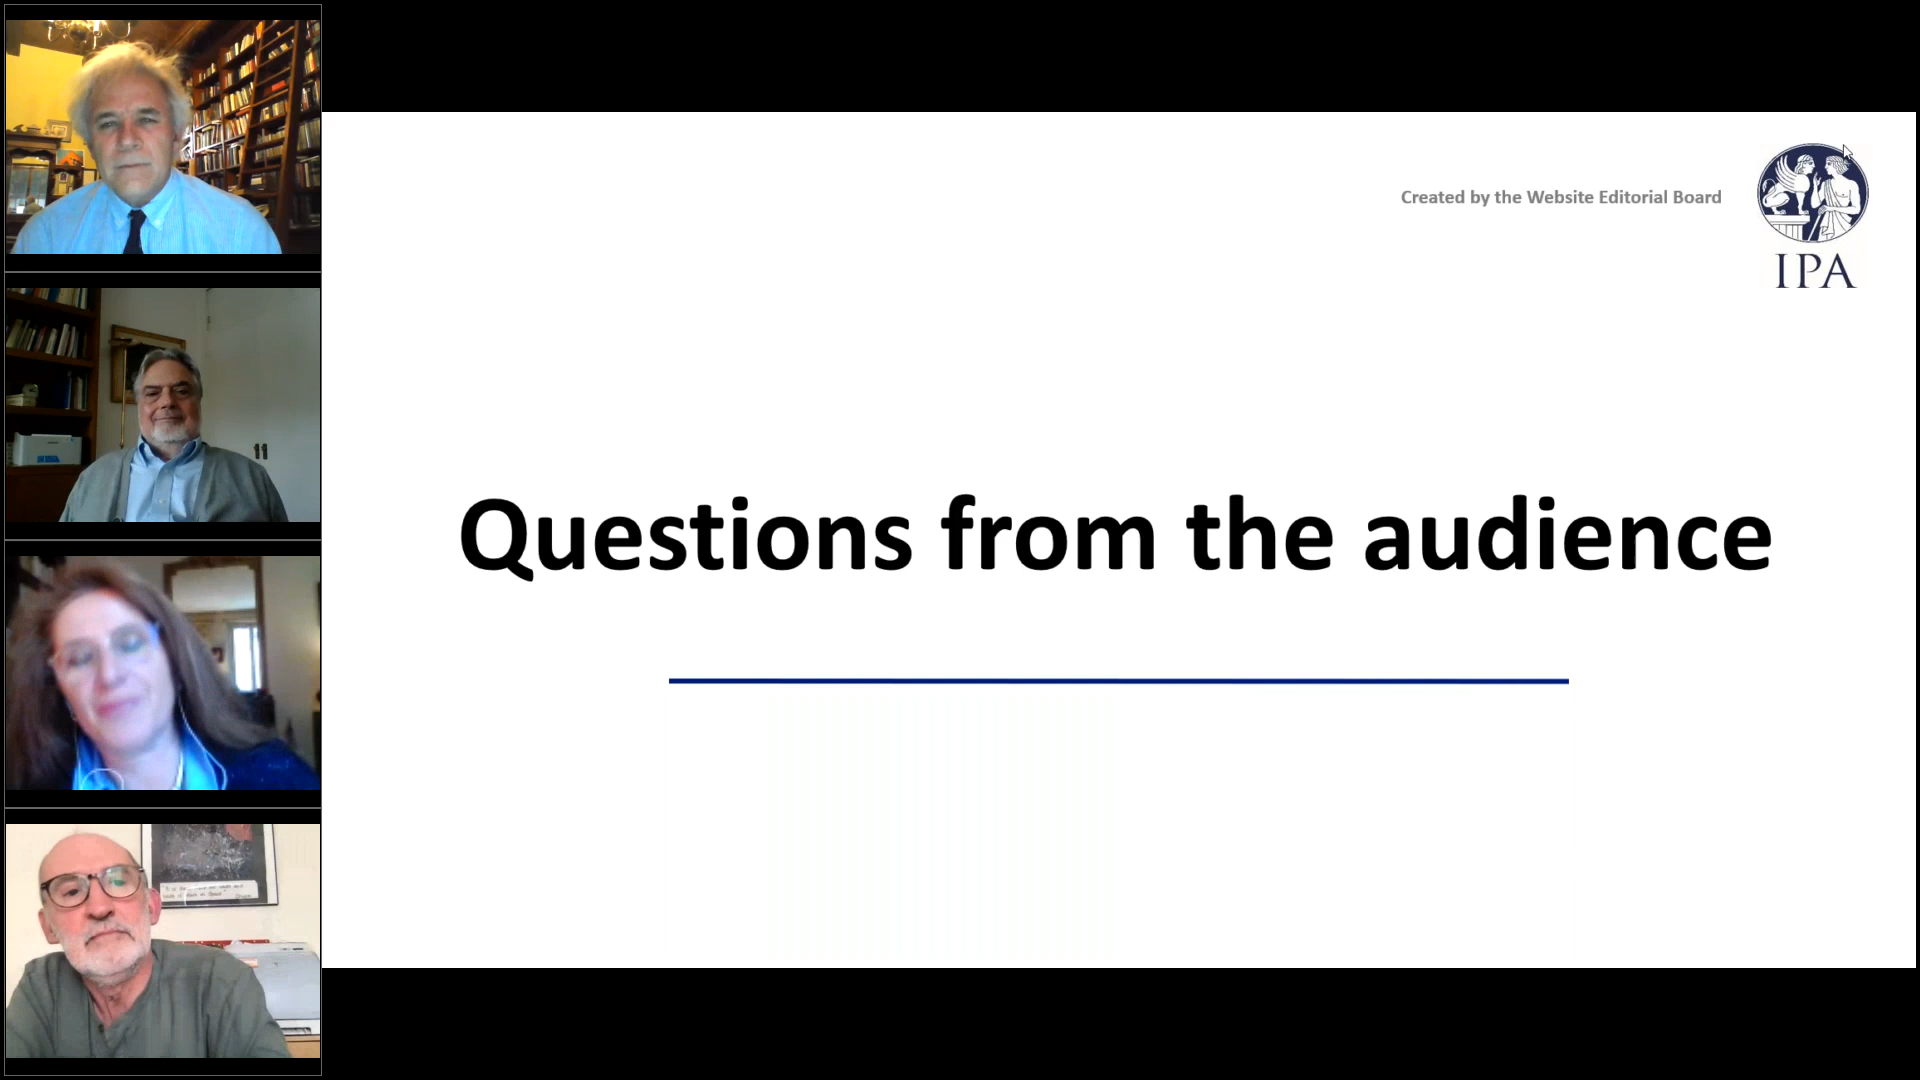 Created by the Website Editorial Board
IPA
Questions from the audience